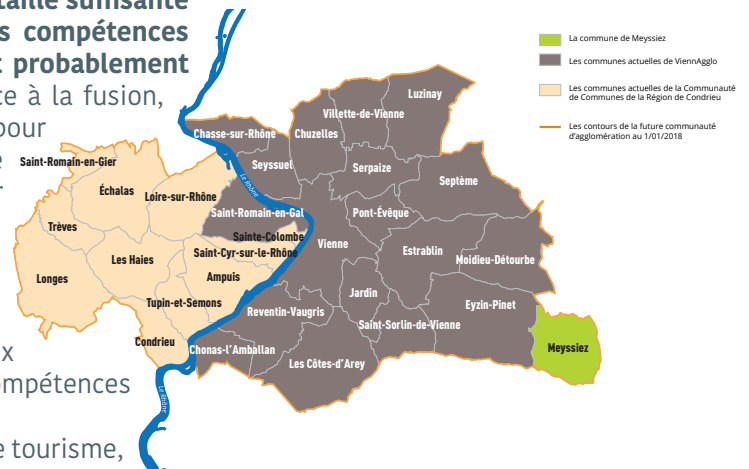 taille suffisante
s compétences
t probablement
ce à la fusion,
pour
e
x
ompétences
e tourisme,
La commune de Meyssiez
Les communes actuelles de ViennAgglo
Les communes actuelles de la Communauté
de Communes de la Région de Condrieu
Les contours de la future communauté
d'agglomération au 1/01/2018
Luzinay
Villette-de-Vienne
Chasse-sur-Rhône
Chuzelles
Saint-Romain-en-Gier
Seyssuel
Serpaize
Septème
Échalas
Loire-sur-Rhône
Le Rhône
Saint-Romain-en-Gal
Pont-Évêque
Trèves
Sainte-Colombe
Vienne
Saint-Cyr-sur-le-Rhône
Estrablin
Moidieu-Détourbe
Les Haies
Longes
Ampuis
Jardin
Tupin-et-Semons
Reventin-Vaugris
Eyzin-Pinet
Saint-Sorlin-de-Vienne
Condrieu
Chonas-l'Amballan
Meyssiez
Les Côtes-d'Arey
Le Rhône